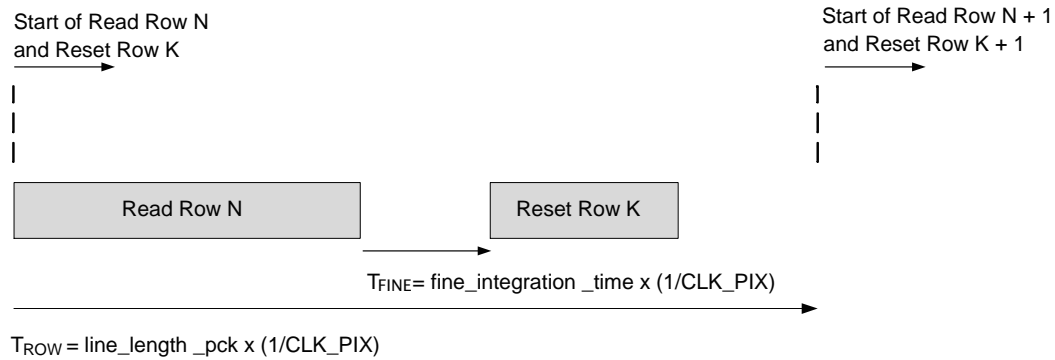 Start of Read Row N
and Reset Row K
Start of Read Row N + 1
and Reset Row K + 1
Read Row N
Reset Row K
TFINE= fine_integration _time x (1/CLK_PIX)
TROW = line_length _pck x (1/CLK_PIX)